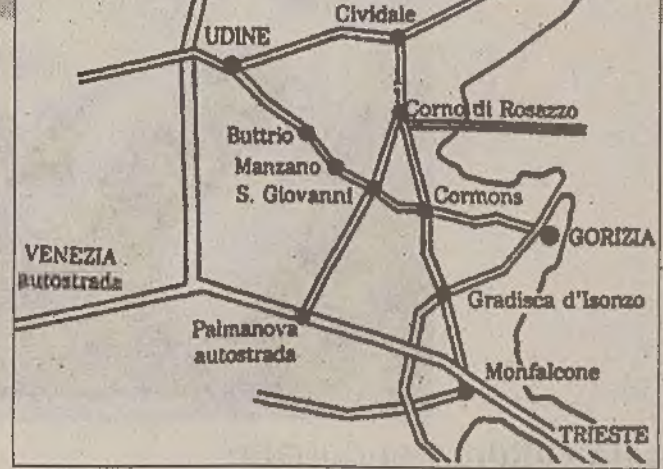 Cividale
UDINE
Corno di Rosazzo
Buttrio
Manzano
S. Giovanni
Cormons
GORIZIA
VENEZIA
autostrada
Gradisca d'Isonzo
Palmanova
autostrada
Monfalcone
TRIESTE